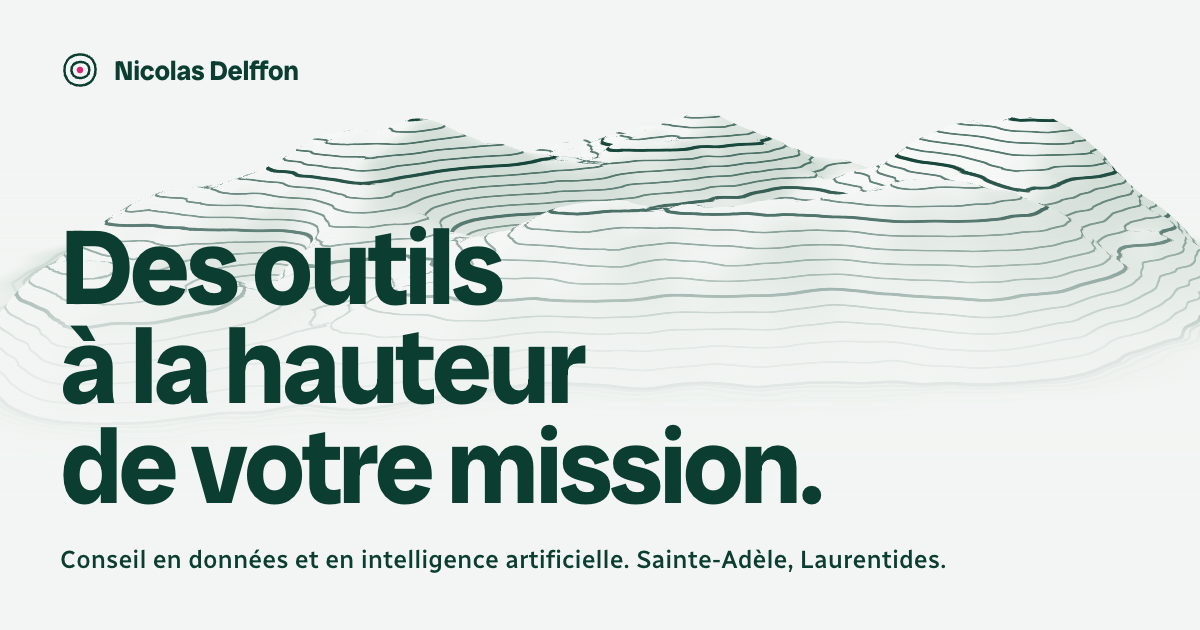 Nicolas Delffon
Des outils
à la hauteur
de votre mission.
Conseil en données et en intelligence artificielle. Sainte-Adèle, Laurentides.